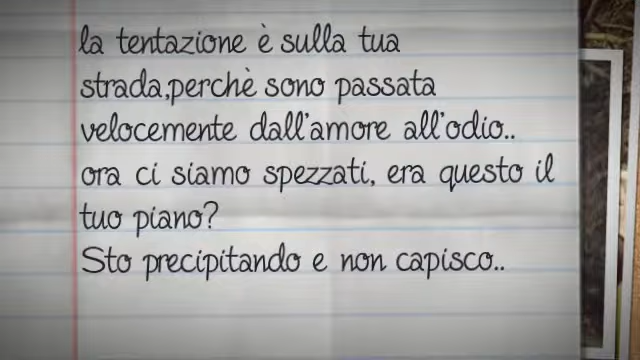 la tentazione è sulla tua
strada,perchè sono passata
velocemente dall'amore all'odio..
ora ci siamo spezzati, era questo il
tuo piano?
Sto precipitando e non capisco..